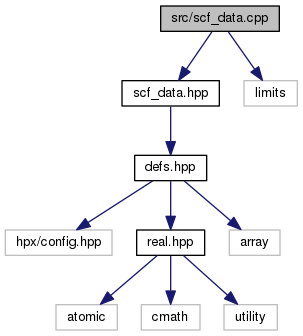 src/scf_data.cpp
scf_data.hpp
limits
defs.hpp
hpx/config.hpp
real.hpp
array
atomic
cmath
utility